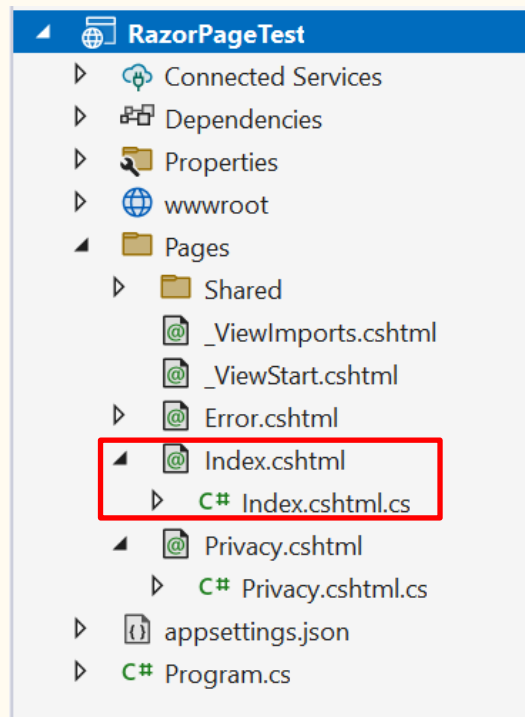 RazorPageTest
Connected Services
Dependencies
Properties
wwwroot
Pages
Shared
_ViewImports.cshtml
_ViewStart.cshtml
Error.cshtml
Index.cshtml
C# Index.cshtml.cs
Privacy.cshtml
C# Privacy.cshtml.cs
appsettings.json
C# Program.cs